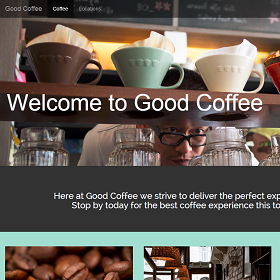 Good Coffee Coffee Locations
Welcome to Good Coffee
Here at Good Coffee we strive to deliver the perfect exp
Stop by today for the best coffee experience this to